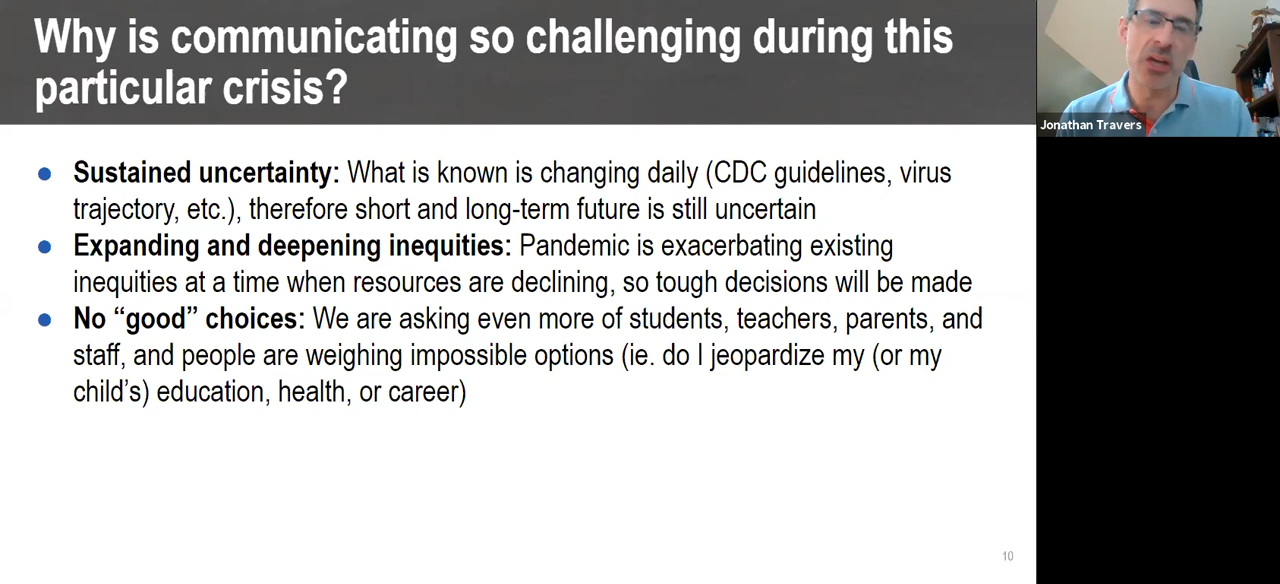 Why is communicating so challenging during this
particular crisis?
Jonathan Travers
● Sustained uncertainty: What is known is changing daily (CDC guidelines, virus
trajectory, etc.), therefore short and long-term future is still uncertain
● Expanding and deepening inequities: Pandemic is exacerbating existing
inequities at a time when resources are declining, so tough decisions will be made
● No “good” choices: We are asking even more of students, teachers, parents, and
staff, and people are weighing impossible options (ie. do I jeopardize my (or my
child’s) education, health, or career)
10